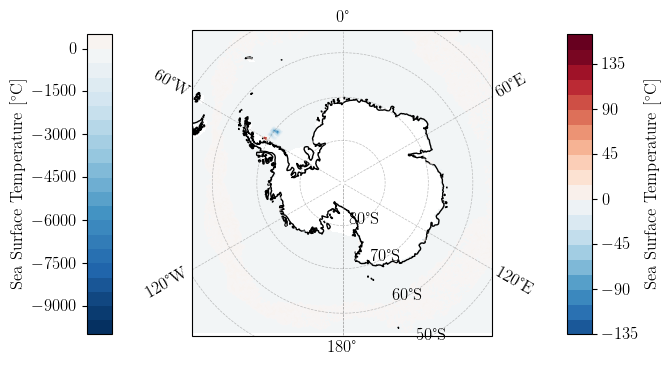 0°
60°W
60°E
120°W
120°E
180°
80°S
70°S
60°S
50°S
Sea Surface Temperature [°C]
0
−1500
−3000
−4500
−6000
−7500
−9000
Sea Surface Temperature [°C]
135
90
45
0
−45
−90
−135